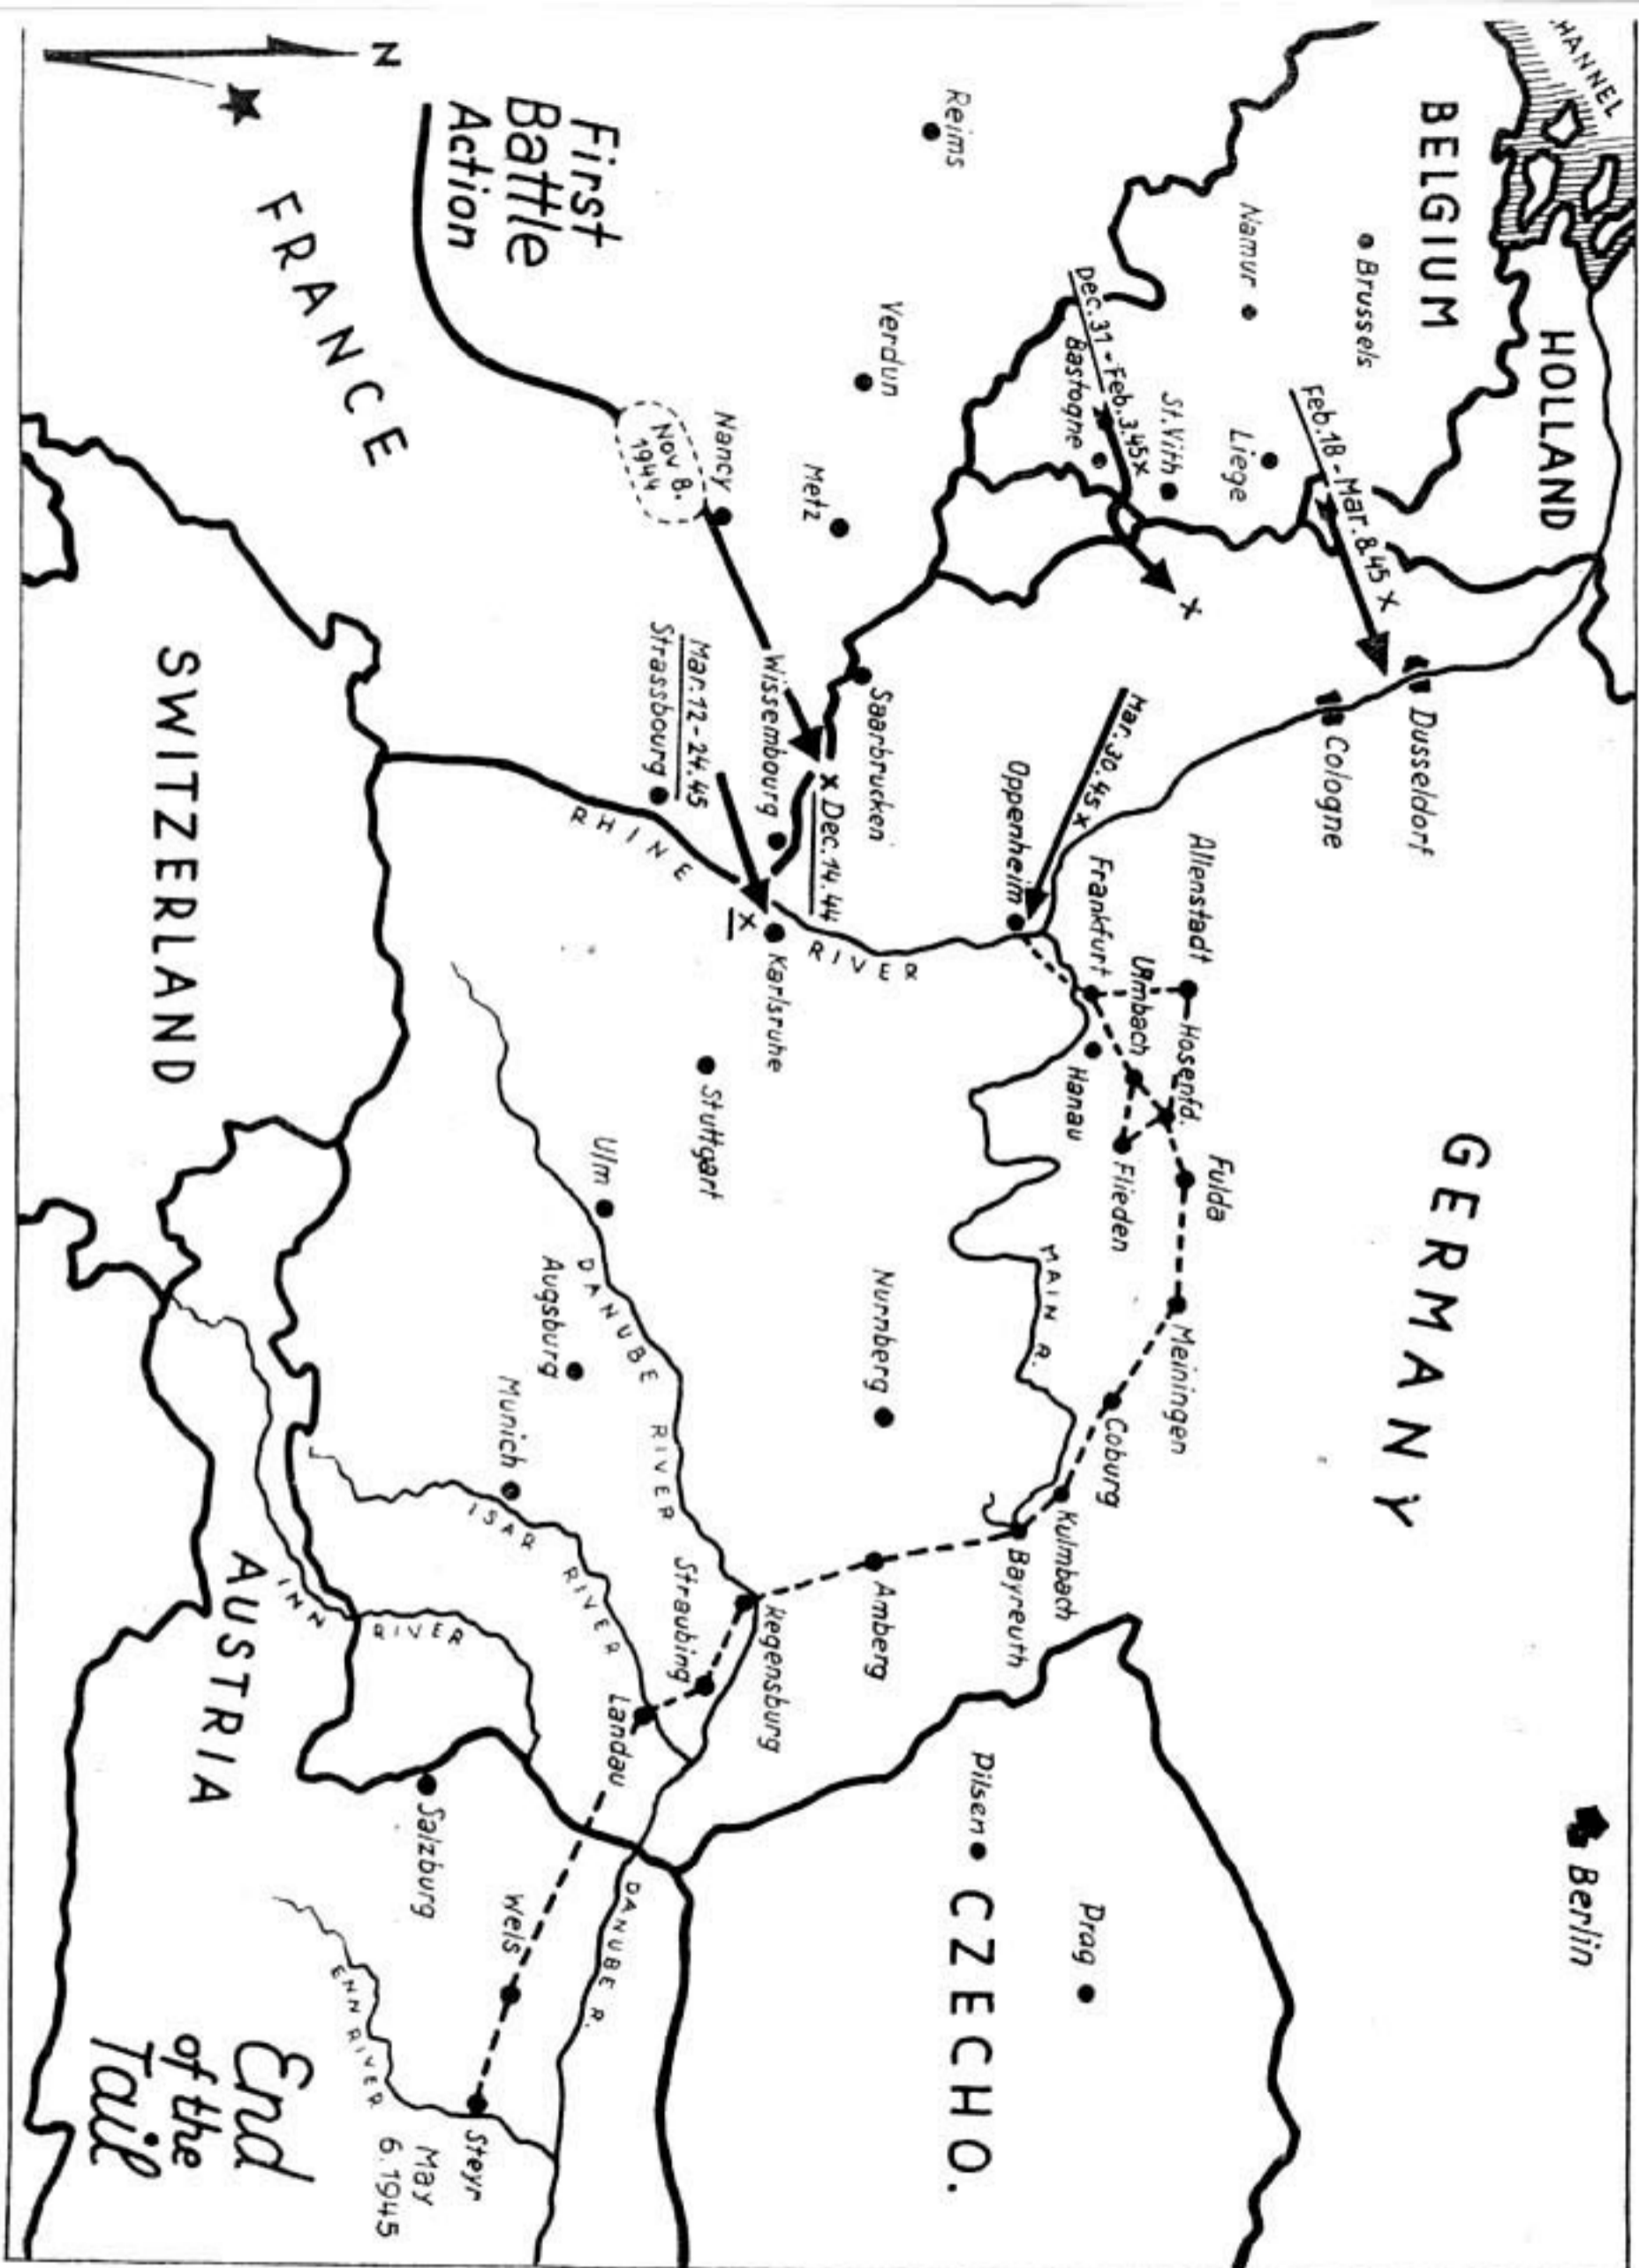 CHANNEL
HOLLAND
BELGIUM
Brussels
Namur
Liege
St.Vith
Bastogne
Feb.18-Mar.8.45 X
Dec.31-Feb.3.45 X
X
Dusseldorf
Cologne
GERMANY
Berlin
Reims
Verdun
Metz
Nancy
Nov 8.
1944
First
Battle
Action
N
FRANCE
Saarbrucken
Wissembourg
X Dec.14.44
Mar.12-24.45
Strassbourg
X
Karlsruhe
RHINE
RIVER
Mar.30.45 X
Oppenheim
Frankfurt
Allenstadt
Ulmbach
Hosenfd.
Hanau
Flieden
Fulda
Meiningen
Coburg
Kulmbach
Bayreuth
MAIN R.
Nurnberg
Amberg
Stuttgart
Ulm
Augsburg
Munich
DANUBE RIVER
ISAR RIVER
Regensburg
Straubing
Landau
INN RIVER
Pilsen
Prag
CZECHO.
SWITZERLAND
AUSTRIA
Salzburg
Wels
DANUBE R.
ENN RIVER
Steyr
May
6.1945
End
of the
Tail